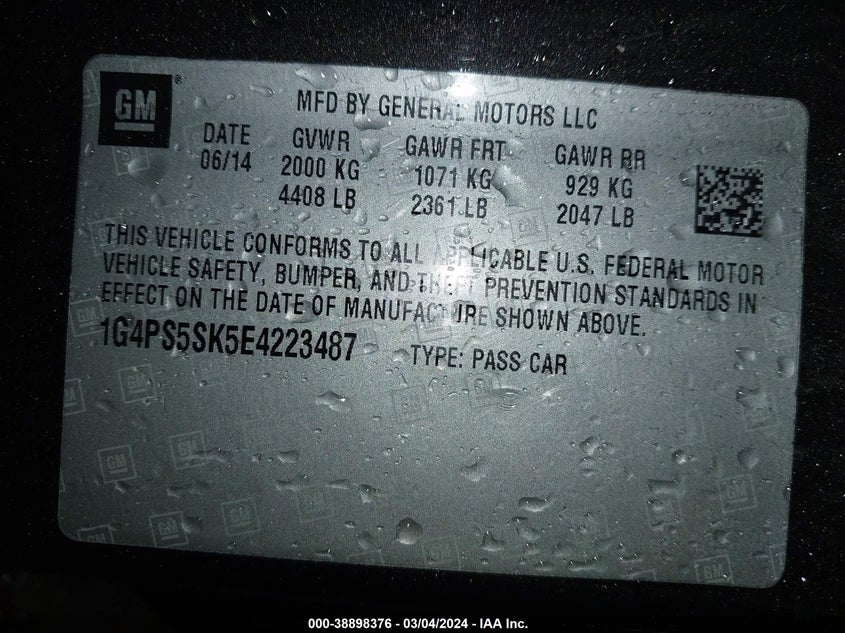 GM
MFD BY GENERAL MOTORS LLC
DATE GVWR GAWR FRT GAWR RR
06/14 2000 KG 1071 KG 929 KG
4408 LB 2361 LB 2047 LB
THIS VEHICLE CONFORMS TO ALL APPLICABLE U.S. FEDERAL MOTOR
VEHICLE SAFETY, BUMPER, AND THEFT PREVENTION STANDARDS IN
EFFECT ON THE DATE OF MANUFACTURE SHOWN ABOVE.
1G4PS5SK5E4223487 TYPE: PASS CAR
000-38898376 - 03/04/2024 - IAA Inc.